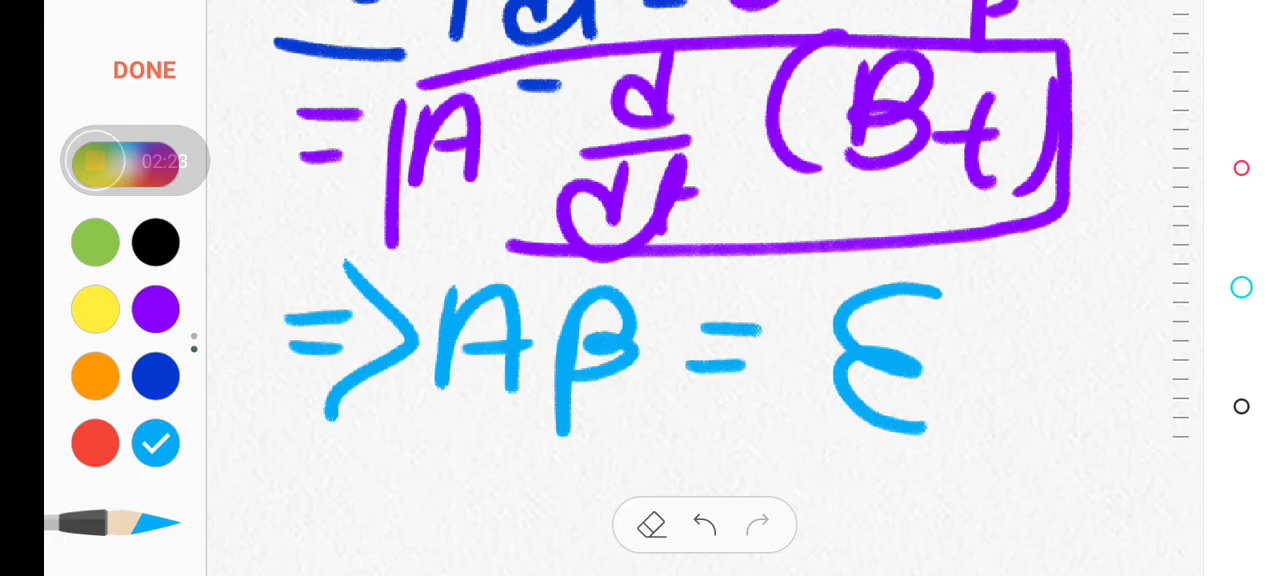 DONE
02:23
= |A d/dt (Bt)
=> Aβ = ε